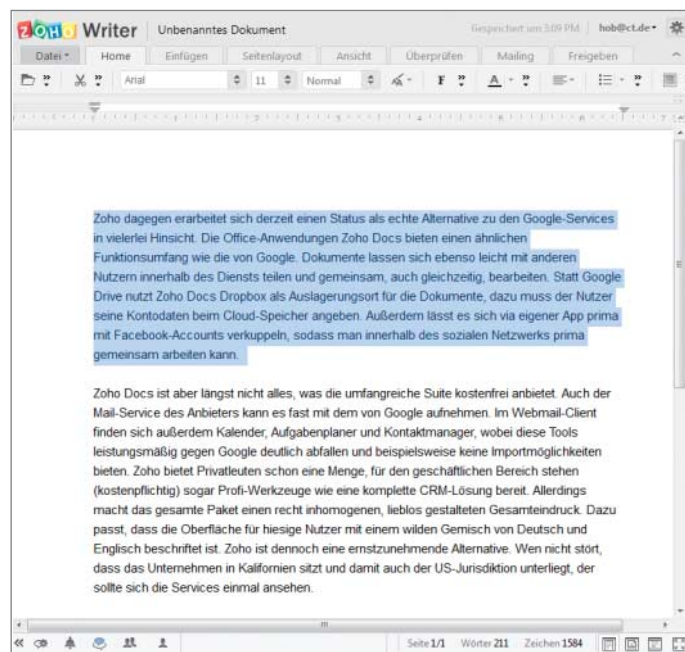 ZOHO Writer Unbenanntes Dokument Gespeichert um 3:09 PM hob@ct.de
Datei Home Einfügen Seitenlayout Ansicht Überprüfen Mailing Freigeben
Arial 11 Normal F A
Zoho dagegen erarbeitet sich derzeit einen Status als echte Alternative zu den Google-Services
in vielerlei Hinsicht. Die Office-Anwendungen Zoho Docs bieten einen ähnlichen
Funktionsumfang wie die von Google. Dokumente lassen sich ebenso leicht mit anderen
Nutzern innerhalb des Diensts teilen und gemeinsam, auch gleichzeitig, bearbeiten. Statt Google
Drive nutzt Zoho Docs Dropbox als Auslagerungsort für die Dokumente, dazu muss der Nutzer
seine Kontodaten beim Cloud-Speicher angeben. Außerdem lässt es sich via eigener App prima
mit Facebook-Accounts verkuppeln, sodass man innerhalb des sozialen Netzwerks prima
gemeinsam arbeiten kann.
Zoho Docs ist aber längst nicht alles, was die umfangreiche Suite kostenfrei anbietet. Auch der
Mail-Service des Anbieters kann es fast mit dem von Google aufnehmen. Im Webmail-Client
finden sich außerdem Kalender, Aufgabenplaner und Kontaktmanager, wobei diese Tools
leistungsmäßig gegen Google deutlich abfallen und beispielsweise keine Importmöglichkeiten
bieten. Zoho bietet Privatleuten schon eine Menge, für den geschäftlichen Bereich stehen
(kostenpflichtig) sogar Profi-Werkzeuge wie eine komplette CRM-Lösung bereit. Allerdings
macht das gesamte Paket einen recht inhomogenen, lieblos gestalteten Gesamteindruck. Dazu
passt, dass die Oberfläche für hiesige Nutzer mit einem wilden Gemisch von Deutsch und
Englisch beschriftet ist. Zoho ist dennoch eine ernstzunehmende Alternative. Wen nicht stört,
dass das Unternehmen in Kalifornien sitzt und damit auch der US-Jurisdiktion unterliegt, der
sollte sich die Services einmal ansehen.
Seite 1/1 Wörter 211 Zeichen 1584